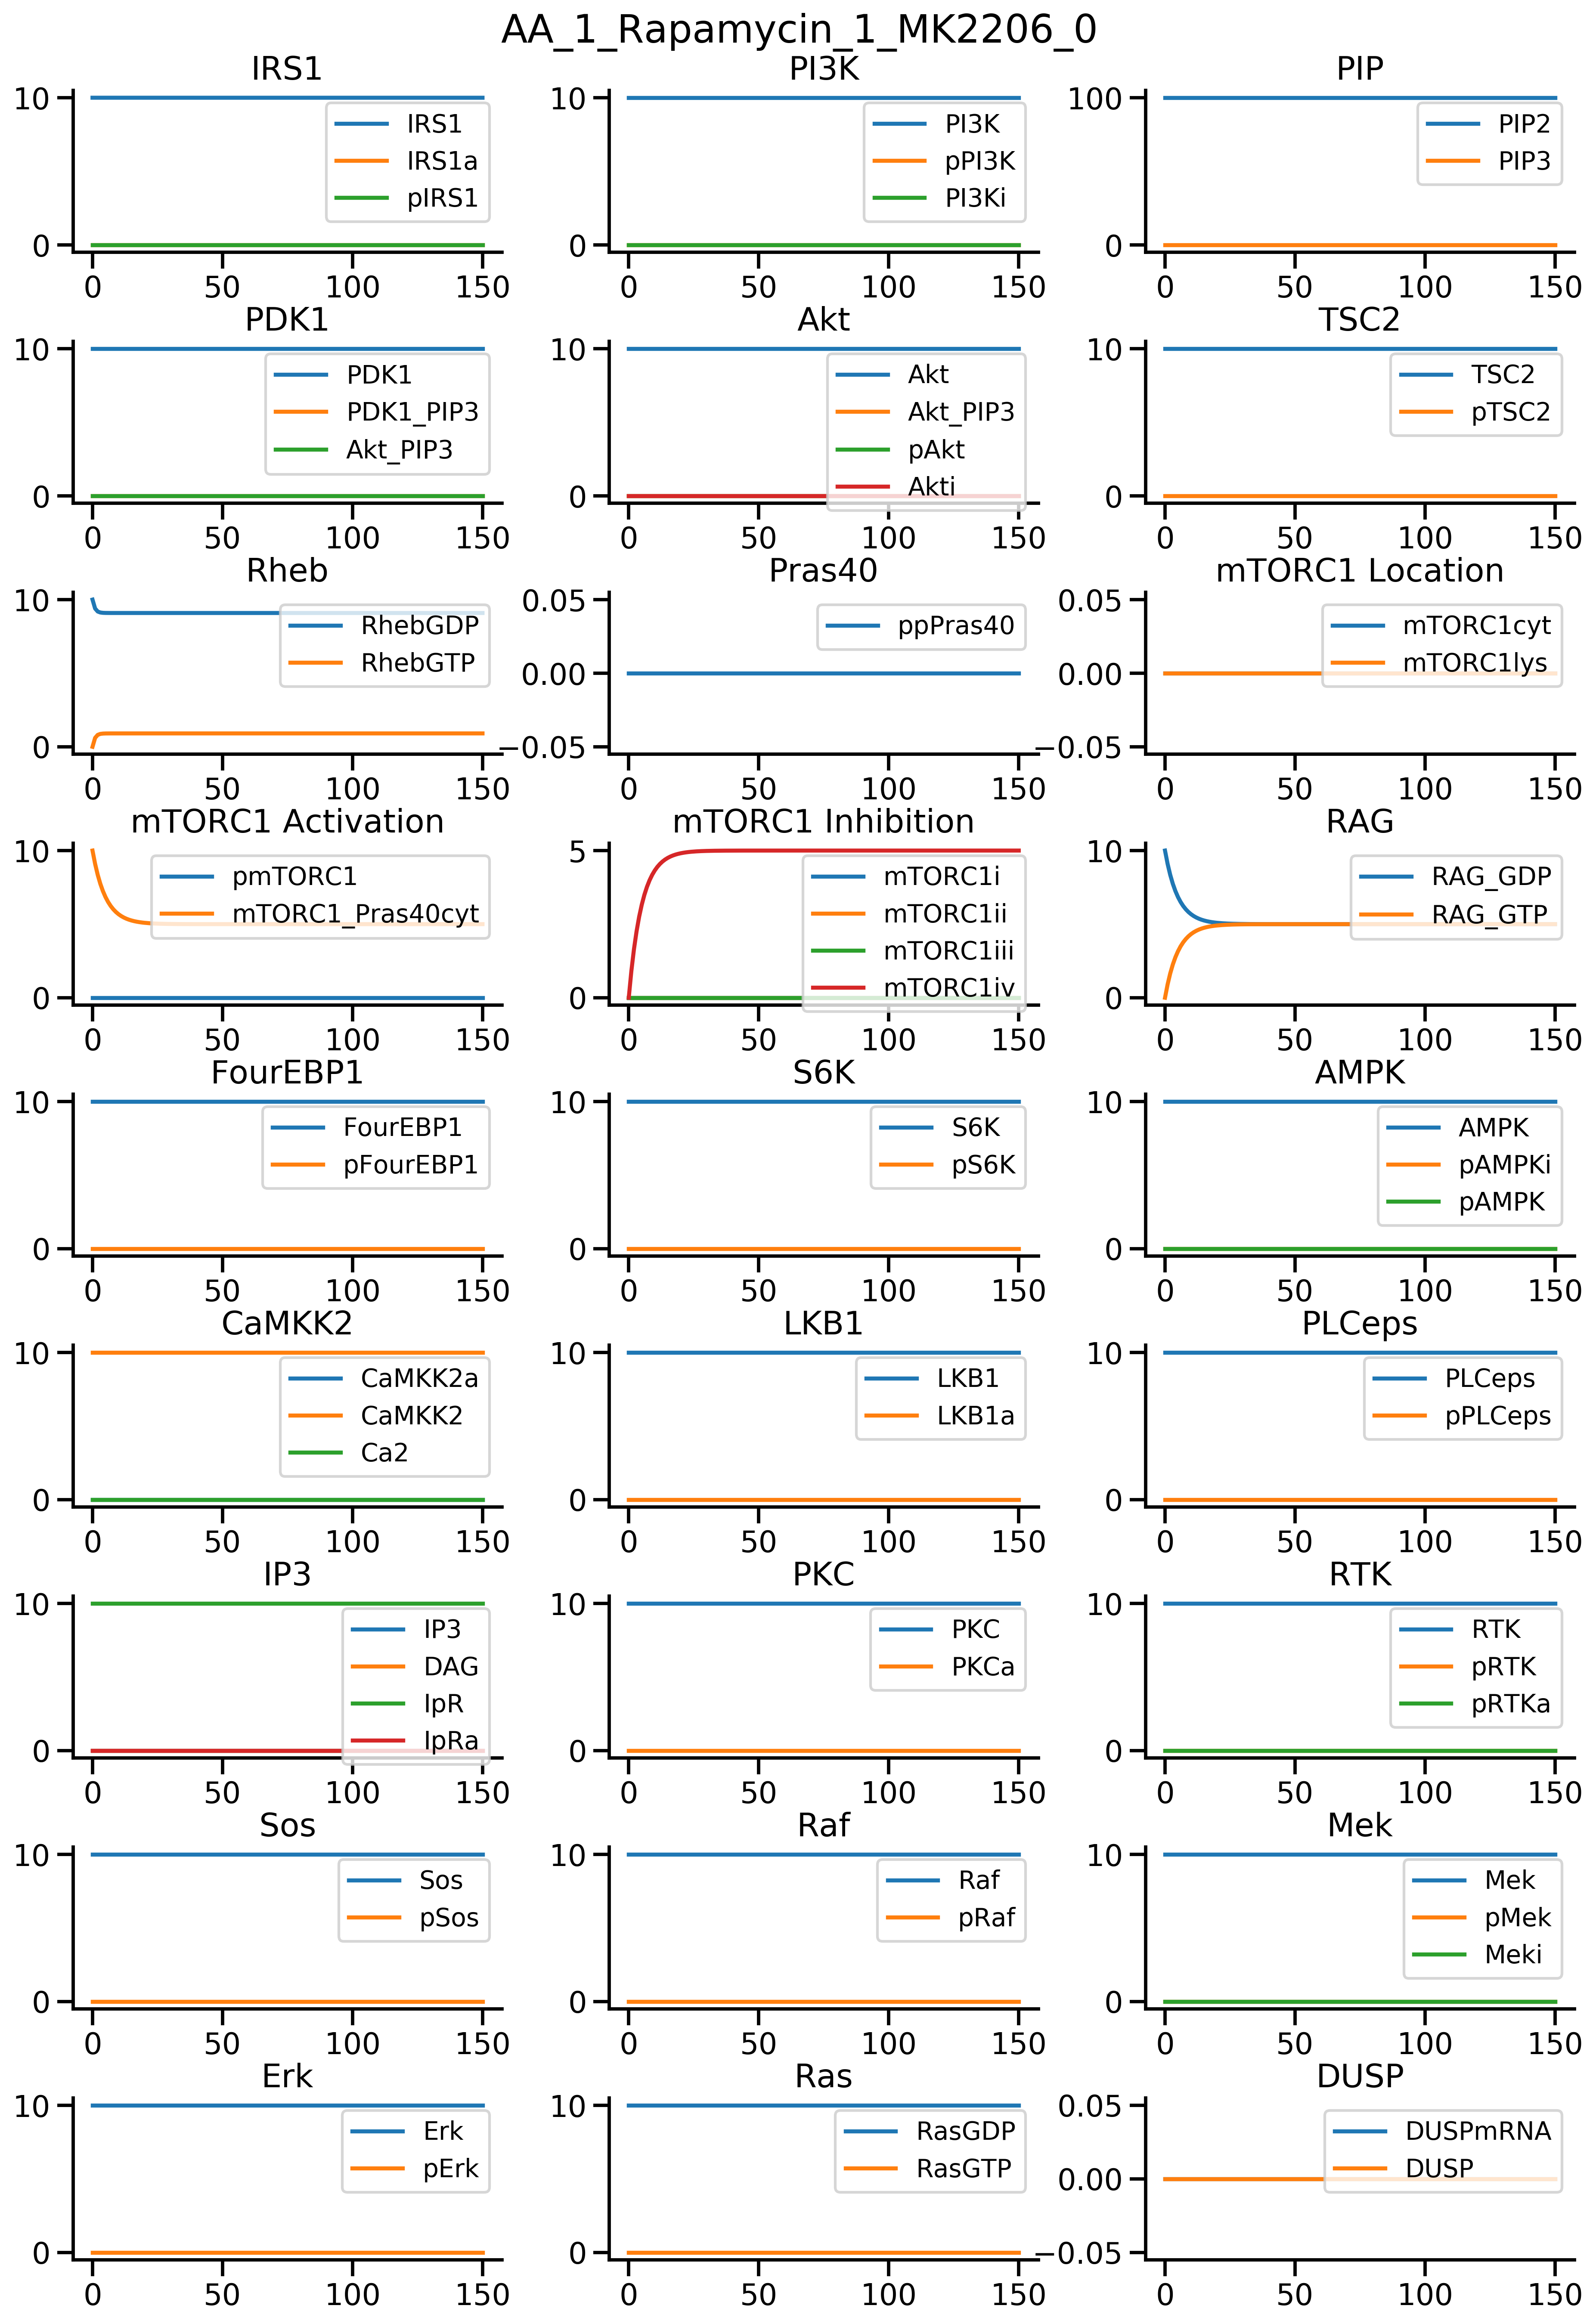 AA_1_Rapamycin_1_MK2206_0
IRS1
10
0
0 50 100 150
IRS1
IRS1a
pIRS1
PI3K
10
0
0 50 100 150
PI3K
pPI3K
PI3Ki
PIP
100
0
0 50 100 150
PIP2
PIP3
PDK1
10
0
0 50 100 150
PDK1
PDK1_PIP3
Akt_PIP3
Akt
10
0
0 50 100 150
Akt
Akt_PIP3
pAkt
Akti
TSC2
10
0
0 50 100 150
TSC2
pTSC2
Rheb
10
0
0 50 100 150
RhebGDP
RhebGTP
Pras40
0.05
0.00
−0.05
0 50 100 150
ppPras40
mTORC1 Location
0.05
0.00
−0.05
0 50 100 150
mTORC1cyt
mTORC1lys
mTORC1 Activation
10
0
0 50 100 150
pmTORC1
mTORC1_Pras40cyt
mTORC1 Inhibition
5
0
0 50 100 150
mTORC1i
mTORC1ii
mTORC1iii
mTORC1iv
RAG
10
0
0 50 100 150
RAG_GDP
RAG_GTP
FourEBP1
10
0
0 50 100 150
FourEBP1
pFourEBP1
S6K
10
0
0 50 100 150
S6K
pS6K
AMPK
10
0
0 50 100 150
AMPK
pAMPKi
pAMPK
CaMKK2
10
0
0 50 100 150
CaMKK2a
CaMKK2
Ca2
LKB1
10
0
0 50 100 150
LKB1
LKB1a
PLCeps
10
0
0 50 100 150
PLCeps
pPLCeps
IP3
10
0
0 50 100 150
IP3
DAG
IpR
IpRa
PKC
10
0
0 50 100 150
PKC
PKCa
RTK
10
0
0 50 100 150
RTK
pRTK
pRTKa
Sos
10
0
0 50 100 150
Sos
pSos
Raf
10
0
0 50 100 150
Raf
pRaf
Mek
10
0
0 50 100 150
Mek
pMek
Meki
Erk
10
0
0 50 100 150
Erk
pErk
Ras
10
0
0 50 100 150
RasGDP
RasGTP
DUSP
0.05
0.00
−0.05
0 50 100 150
DUSPmRNA
DUSP